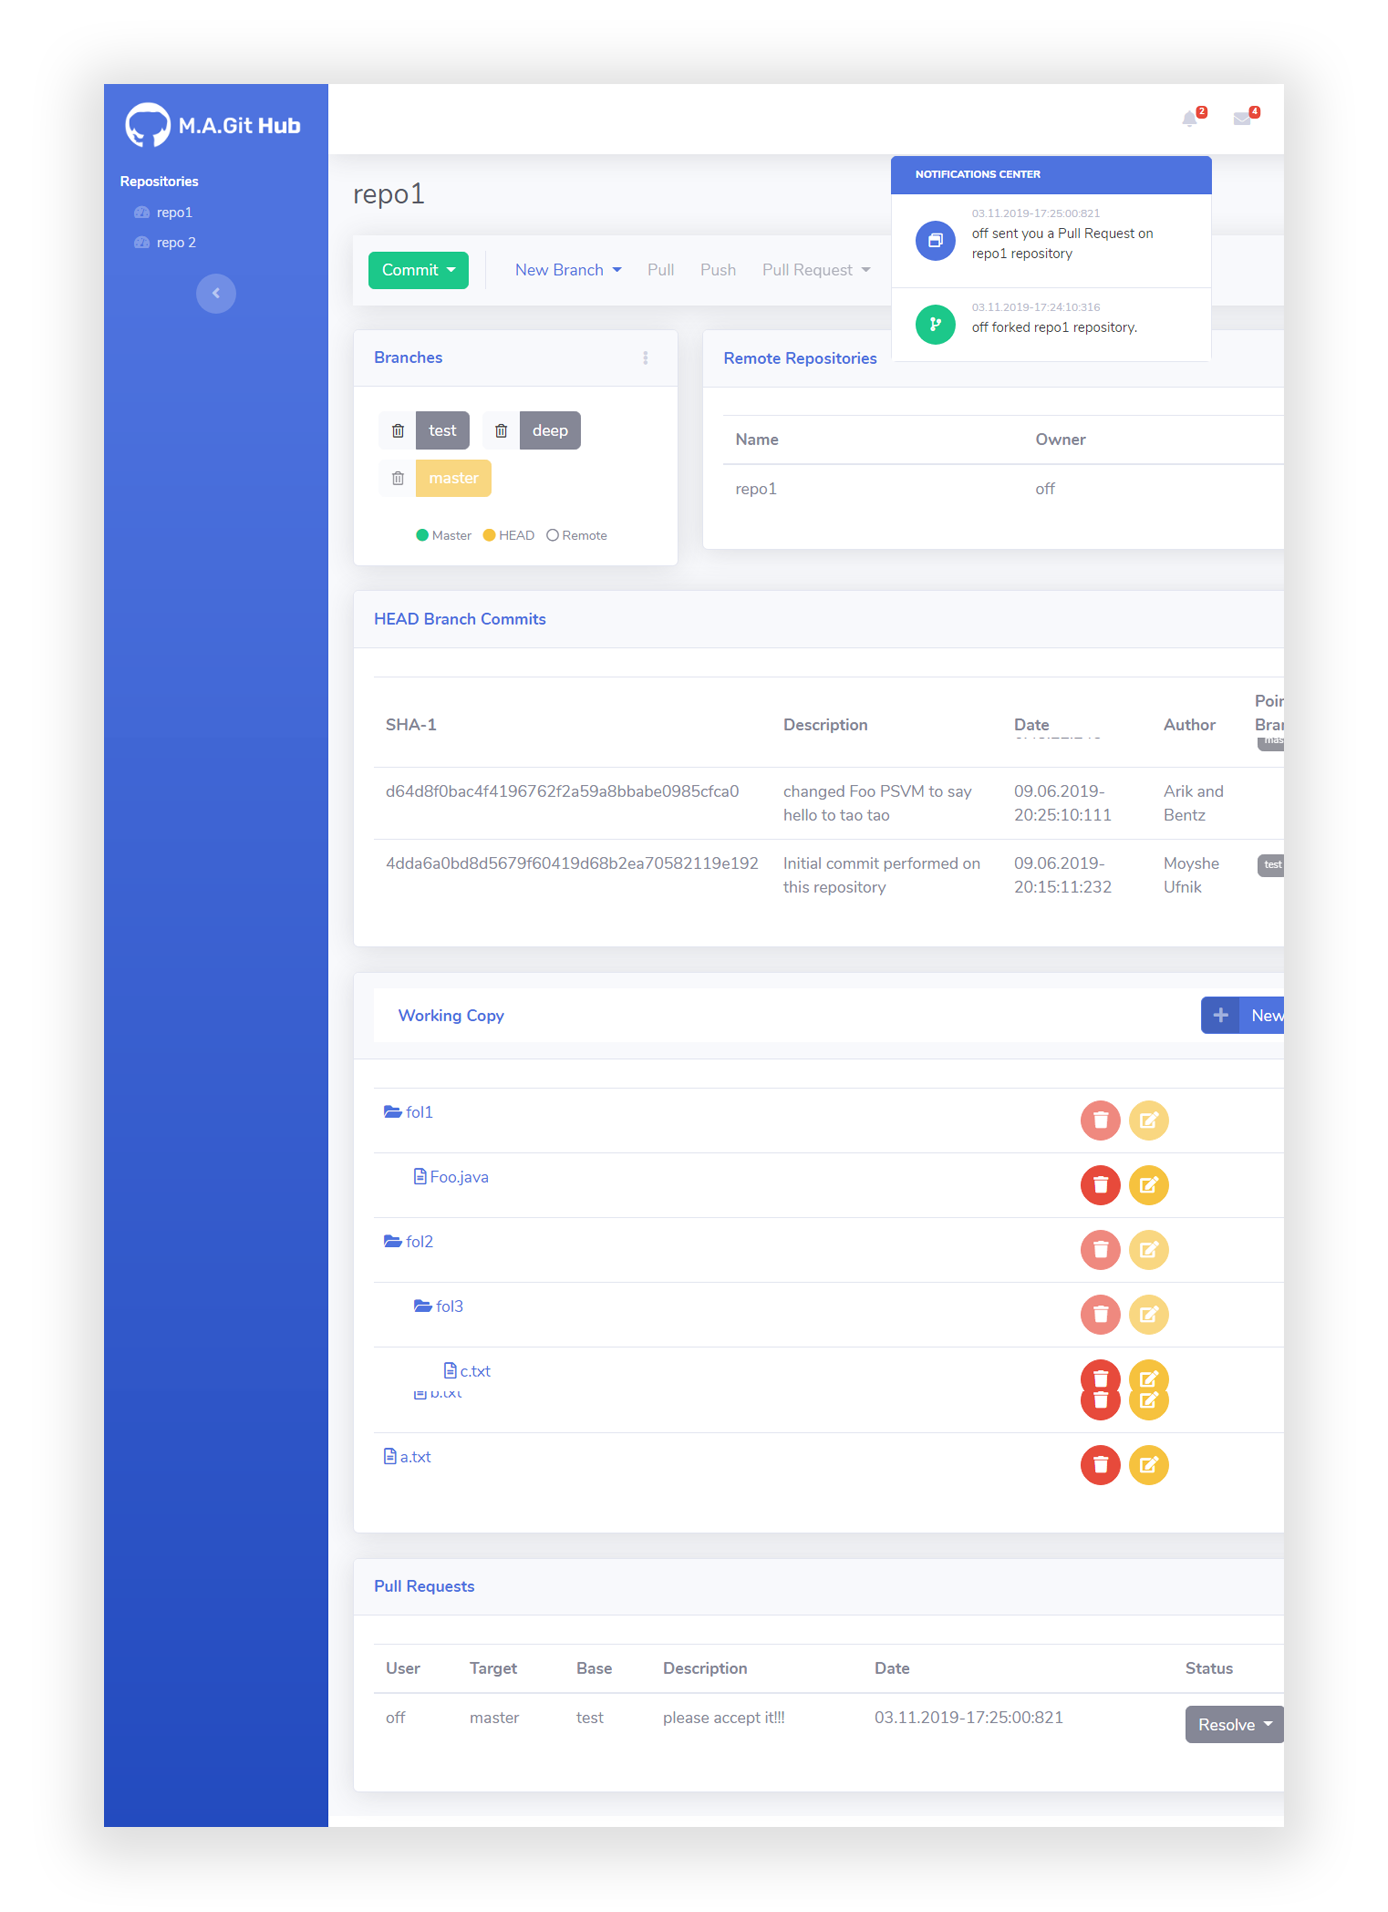 M.A.Git Hub
2
4
Repositories
repo1
repo 2
NOTIFICATIONS CENTER
03.11.2019-17:25:00:821
off sent you a Pull Request on
repo1 repository
03.11.2019-17:24:10:316
off forked repo1 repository.
repo1
Commit New Branch Pull Push Pull Request
Branches
test deep
master
Master HEAD Remote
Remote Repositories
Name Owner
repo1 off
HEAD Branch Commits
SHA-1 Description Date Author
d64d8f0bac4f4196762f2a59a8bbabe0985cfca0 changed Foo PSVM to say 09.06.2019- Arik and
hello to tao tao 20:25:10:111 Bentz
4dda6a0bd8d5679f60419d68b2ea70582119e192 Initial commit performed on 09.06.2019- Moyshe test
this repository 20:15:11:232 Ufnik
Working Copy New
fol1
Foo.java
fol2
fol3
c.txt
b.txt
a.txt
Pull Requests
User Target Base Description Date Status
off master test please accept it!!! 03.11.2019-17:25:00:821 Resolve